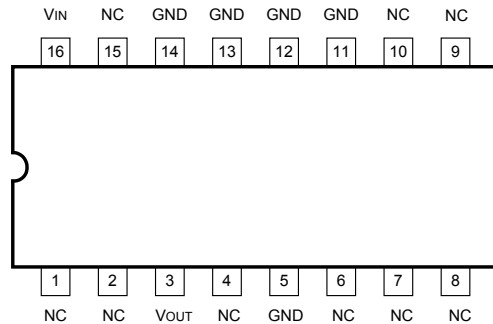 VIN NC GND GND GND GND NC NC
16 15 14 13 12 11 10 9
1 2 3 4 5 6 7 8
NC NC VOUT NC GND NC NC NC